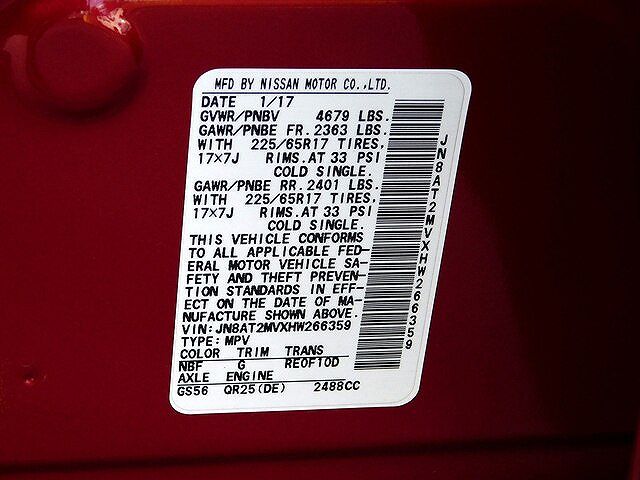 MFD BY NISSAN MOTOR CO.,LTD.
DATE 1/17
GVWR/PNBV 4679 LBS.
GAWR/PNBE FR. 2363 LBS.
WITH 225/65R17 TIRES,
17×7J RIMS.AT 33 PSI
COLD SINGLE.
GAWR/PNBE RR. 2401 LBS.
WITH 225/65R17 TIRES,
17×7J RIMS.AT 33 PSI
COLD SINGLE.
THIS VEHICLE CONFORMS
TO ALL APPLICABLE FED-
ERAL MOTOR VEHICLE SA-
FETY AND THEFT PREVEN-
TION STANDARDS IN EFF-
ECT ON THE DATE OF MA-
NUFACTURE SHOWN ABOVE.
VIN:JN8AT2MVXHW266359
TYPE:MPV
COLOR TRIM TRANS
NBF G RE0F10D
AXLE ENGINE
GS56 QR25(DE) 2488CC
JN8AT2MVXHW266359